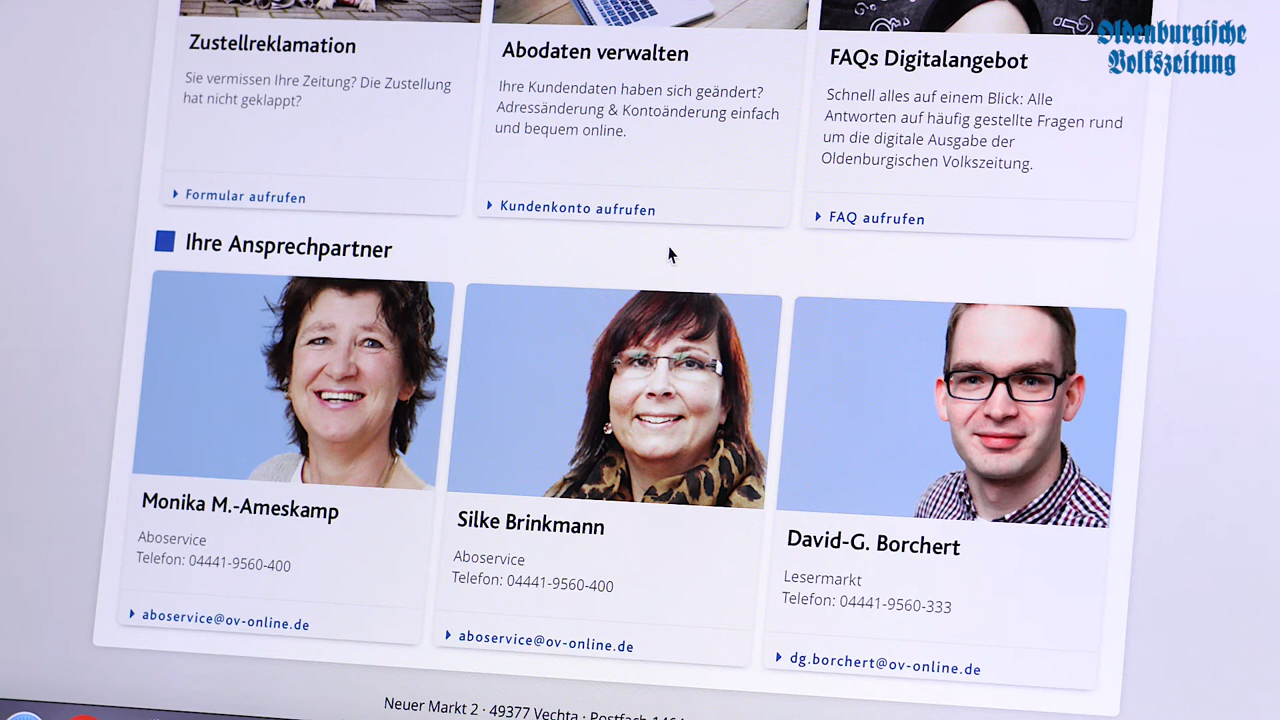 Oldenburgische
Volkszeitung
Zustellreklamation
Sie vermissen Ihre Zeitung? Die Zustellung
hat nicht geklappt?
Formular aufrufen
Abodaten verwalten
Ihre Kundendaten haben sich geändert?
Adressänderung & Kontoänderung einfach
und bequem online.
Kundenkonto aufrufen
FAQs Digitalangebot
Schnell alles auf einem Blick: Alle
Antworten auf häufig gestellte Fragen rund
um die digitale Ausgabe der
Oldenburgischen Volkszeitung.
FAQ aufrufen
Ihre Ansprechpartner
Monika M.-Ameskamp
Aboservice
Telefon: 04441-9560-400
aboservice@ov-online.de
Silke Brinkmann
Aboservice
Telefon: 04441-9560-400
aboservice@ov-online.de
David-G. Borchert
Lesermarkt
Telefon: 04441-9560-333
dg.borchert@ov-online.de
Neuer Markt 2 · 49377 Vechta · Postfach